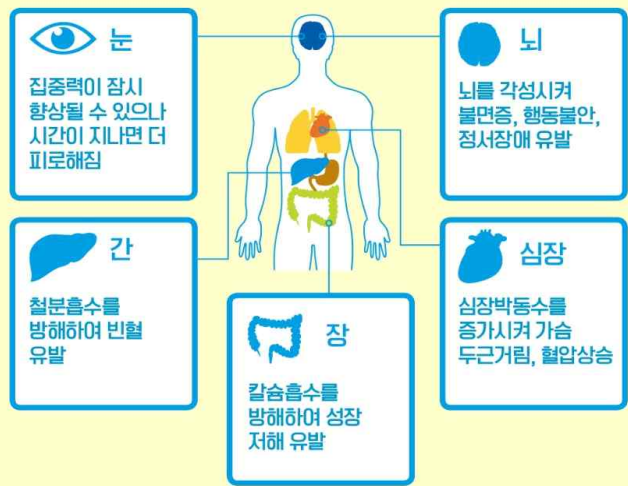 눈
집중력이 잠시
향상될 수 있으나
시간이 지나면 더
피로해짐
뇌
뇌를 각성시켜
불면증, 행동불안,
정서장애 유발
간
철분흡수를
방해하여 빈혈
유발
장
칼슘흡수를
방해하여 성장
저해 유발
심장
심장박동수를
증가시켜 가슴
두근거림, 혈압상승